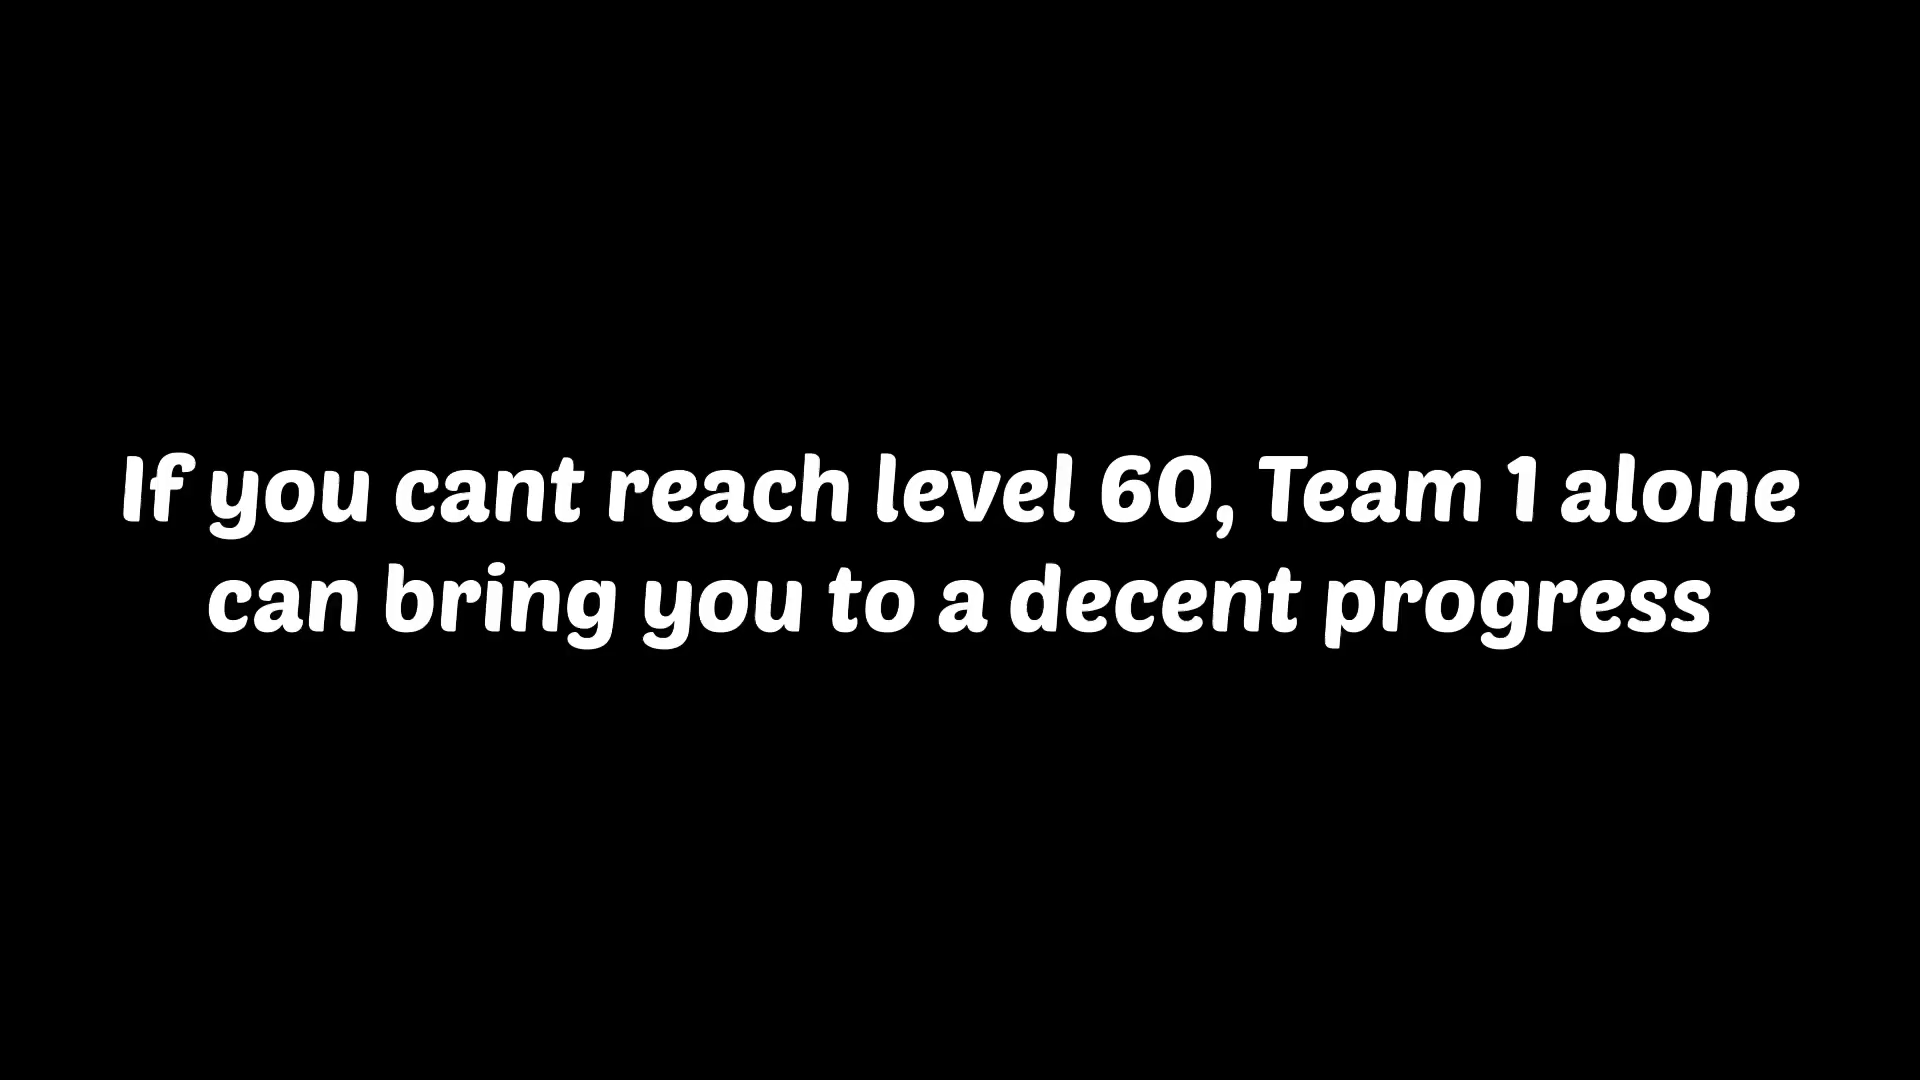 If you cant reach level 60, Team 1 alone
can bring you to a decent progress